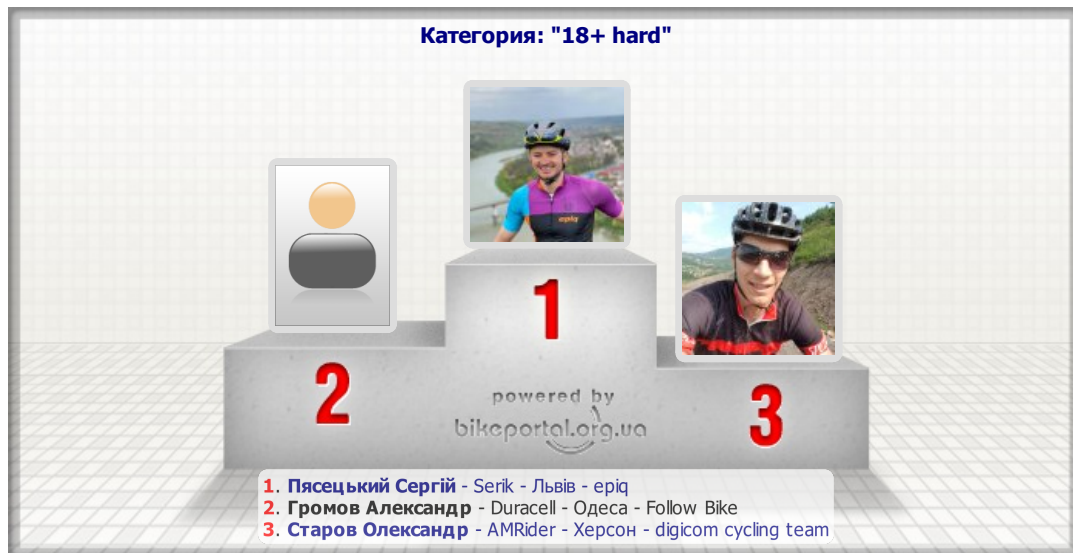 Категория: "18+ hard"
1
2
3
powered by
bikeportal.org.ua
1. Пясецький Сергій - Serik - Львів - epiq
2. Громов Александр - Duracell - Одеса - Follow Bike
3. Старов Олександр - AMRider - Херсон - digicom cycling team